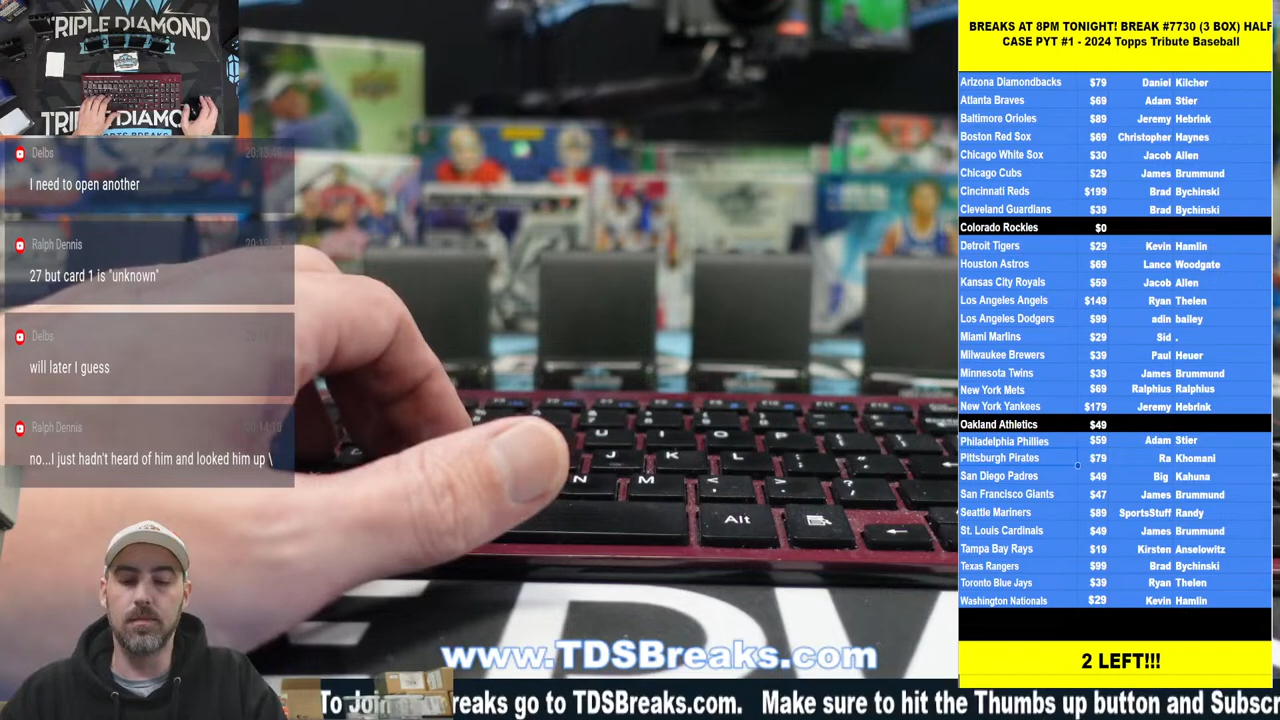 BREAKS AT 8PM TONIGHT! BREAK #7730 (3 BOX) HALF
CASE PYT #1 - 2024 Topps Tribute Baseball
Arizona Diamondbacks $79 Daniel Kilcher
Atlanta Braves $69 Adam Stier
Baltimore Orioles $89 Jeremy Hebrink
Boston Red Sox $69 Christopher Haynes
Chicago White Sox $30 Jacob Allen
Chicago Cubs $29 James Brummund
Cincinnati Reds $199 Brad Bychinski
Cleveland Guardians $39 Brad Bychinski
Colorado Rockies $0
Detroit Tigers $29 Kevin Hamlin
Houston Astros $69 Lance Woodgate
Kansas City Royals $59 Jacob Allen
Los Angeles Angels $149 Ryan Thelen
Los Angeles Dodgers $99 adin bailey
Miami Marlins $29 Sid .
Milwaukee Brewers $39 Paul Heuer
Minnesota Twins $39 James Brummund
New York Mets $69 Ralphius Ralphius
New York Yankees $179 Jeremy Hebrink
Oakland Athletics $49
Philadelphia Phillies $59 Adam Stier
Pittsburgh Pirates $79 Ra Khomani
San Diego Padres $49 Big Kahuna
San Francisco Giants $47 James Brummund
Seattle Mariners $89 SportsStuff Randy
St. Louis Cardinals $49 James Brummund
Tampa Bay Rays $19 Kirsten Anselowitz
Texas Rangers $99 Brad Bychinski
Toronto Blue Jays $39 Ryan Thelen
Washington Nationals $29 Kevin Hamlin
2 LEFT!!!
TRIPLE DIAMOND
Delbs
I need to open another
Ralph Dennis
27 but card 1 is "unknown"
Delbs
will later I guess
Ralph Dennis
no...I just hadn't heard of him and looked him up \
U I O P
J K L
N M
Alt
www.TDSBreaks.com
To Join reaks go to TDSBreaks.com. Make sure to hit the Thumbs up button and Subscr